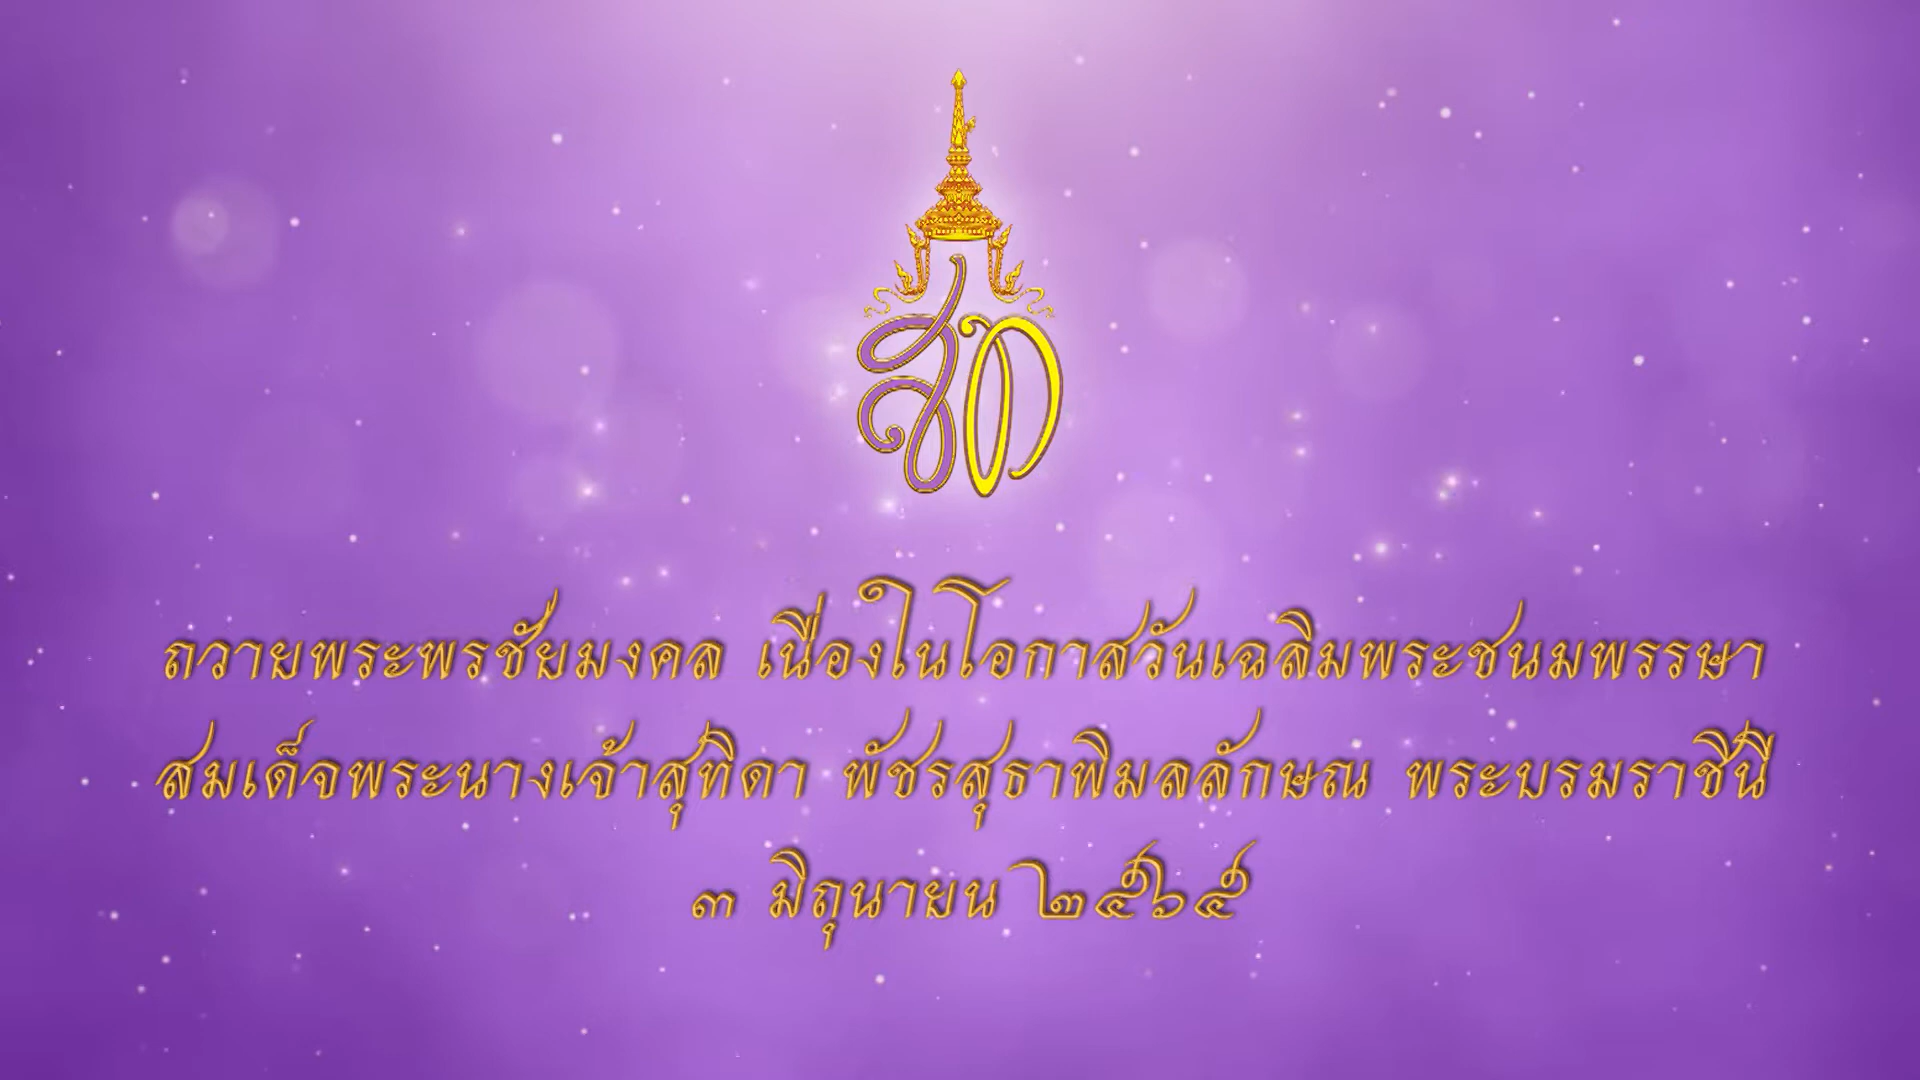 สท
ถวายพระพรชัยมงคล เนื่องในโอกาสวันเฉลิมพระชนมพรรษา
สมเด็จพระนางเจ้าสุทิดา พัชรสุธาพิมลลักษณ พระบรมราชินี
๓ มิถุนายน ๒๕๖๕